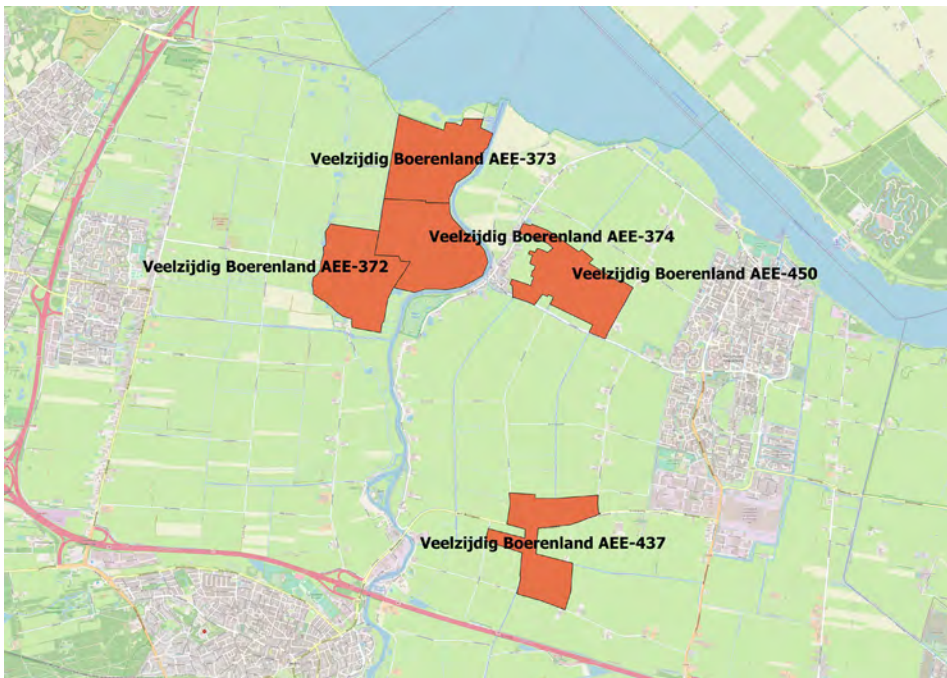 Veelzijdig Boerenland AEE-373
Veelzijdig Boerenland AEE-374
Veelzijdig Boerenland AEE-372
Veelzijdig Boerenland AEE-450
Veelzijdig Boerenland AEE-437